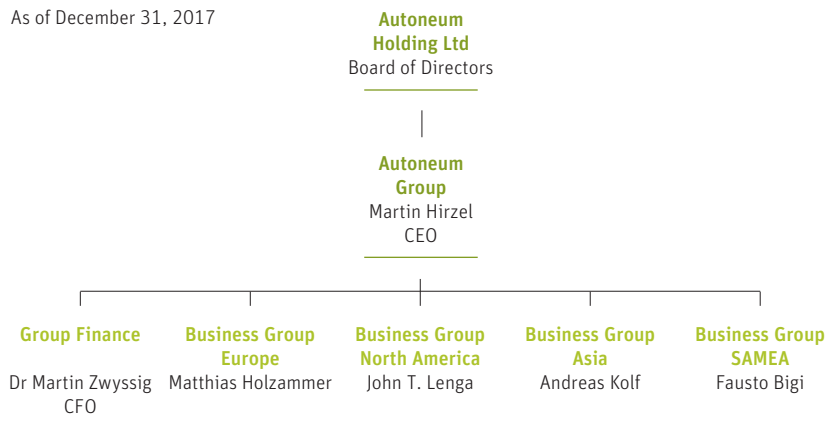 As of December 31, 2017
Autoneum
Holding Ltd
Board of Directors
Autoneum
Group
Martin Hirzel
CEO
Group Finance
Dr Martin Zwyssig
CFO
Business Group
Europe
Matthias Holzammer
Business Group
North America
John T. Lenga
Business Group
Asia
Andreas Kolf
Business Group
SAMEA
Fausto Bigi